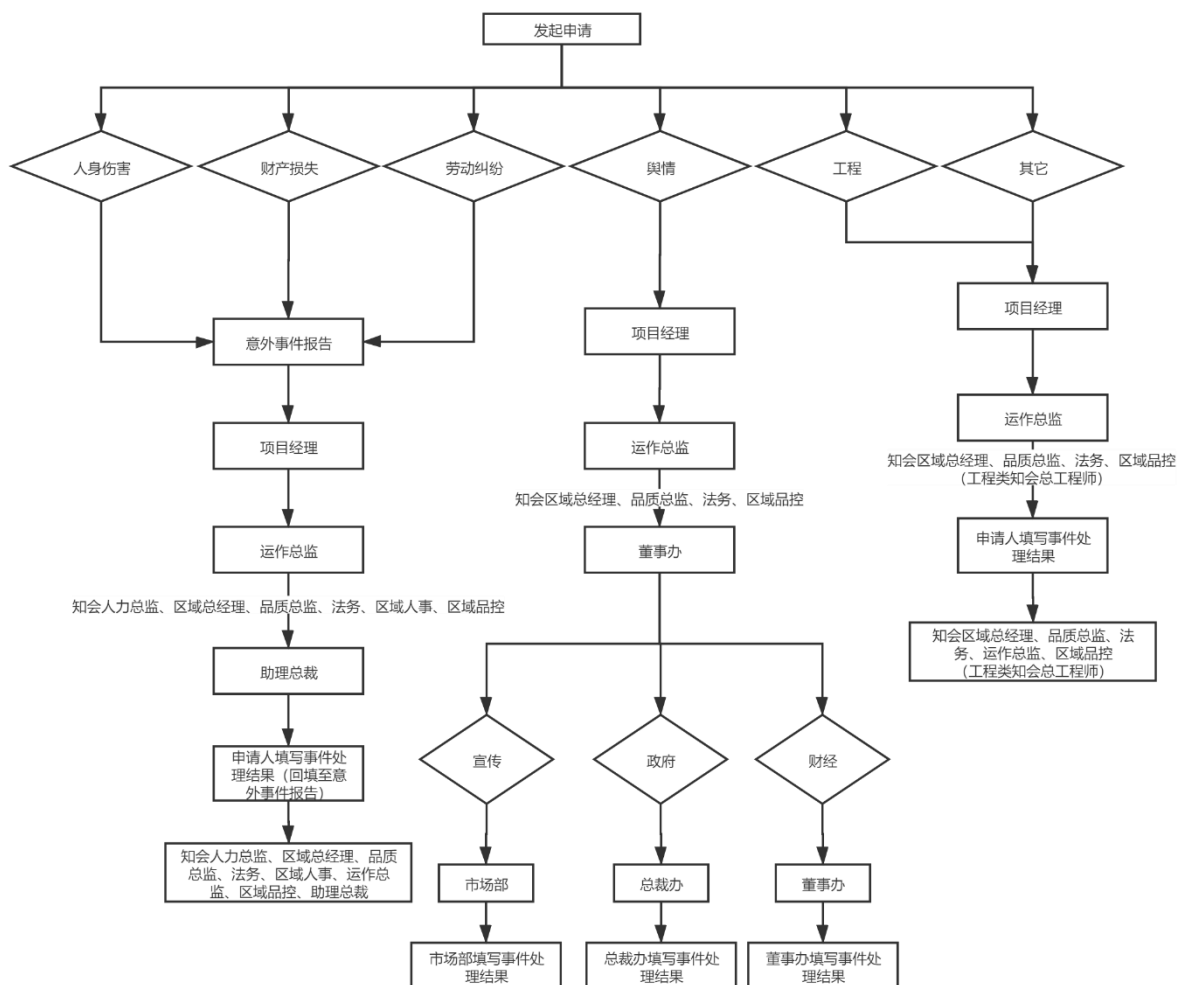 发起申请
人身伤害
财产损失
劳动纠纷
舆情
工程
其它
意外事件报告
项目经理
运作总监
知会人力总监、区域总经理、品质总监、法务、区域人事、区域品控
助理总裁
申请人填写事件处
理结果（回填至意
外事件报告）
知会人力总监、区域总经理、品质
总监、法务、区域人事、运作总
监、区域品控、助理总裁
项目经理
运作总监
知会区域总经理、品质总监、法务、区域品控
董事办
宣传
政府
财经
市场部
总裁办
董事办
市场部填写事件处
理结果
总裁办填写事件处
理结果
董事办填写事件处
理结果
项目经理
运作总监
知会区域总经理、品质总监、法务、区域品控
（工程类知会总工程师）
申请人填写事件处
理结果
知会区域总经理、品质总监、法
务、运作总监、区域品控
（工程类知会总工程师）